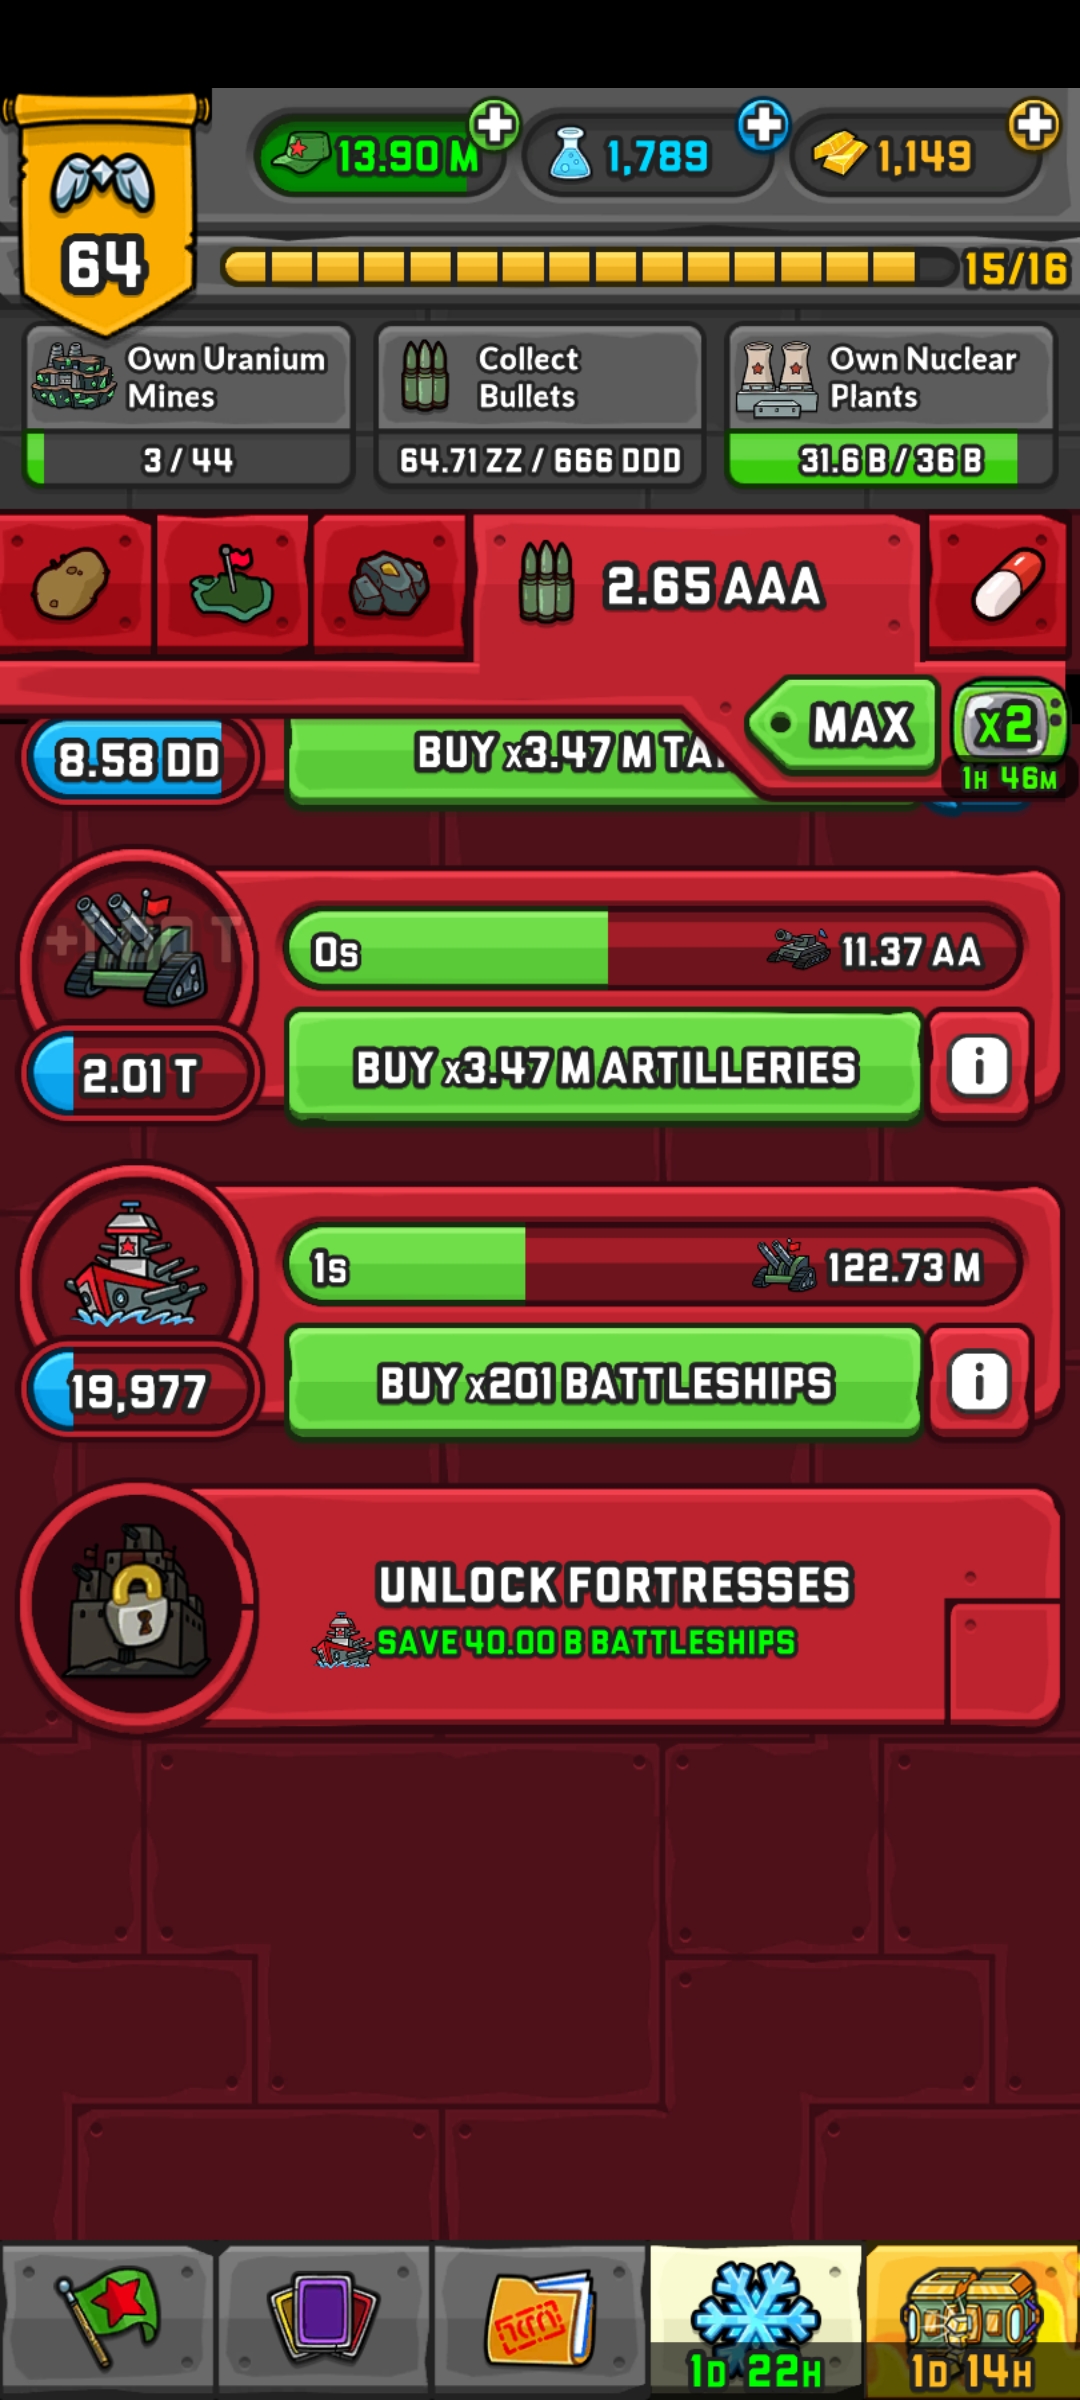 13.90 M
1,789
1,149
64
15/16
Own Uranium
Mines
3 / 44
Collect
Bullets
64.71 ZZ / 666 DDD
Own Nuclear
Plants
31.6 B / 36 B
2.65 AAA
MAX
x2
1H 46M
8.58 DD
BUY x3.47 M TA
0s
11.37 AA
2.01 T
BUY x3.47 M ARTILLERIES
i
1s
122.73 M
19,977
BUY x201 BATTLESHIPS
i
UNLOCK FORTRESSES
SAVE 40.00 B BATTLESHIPS
1D 22H
1D 14H